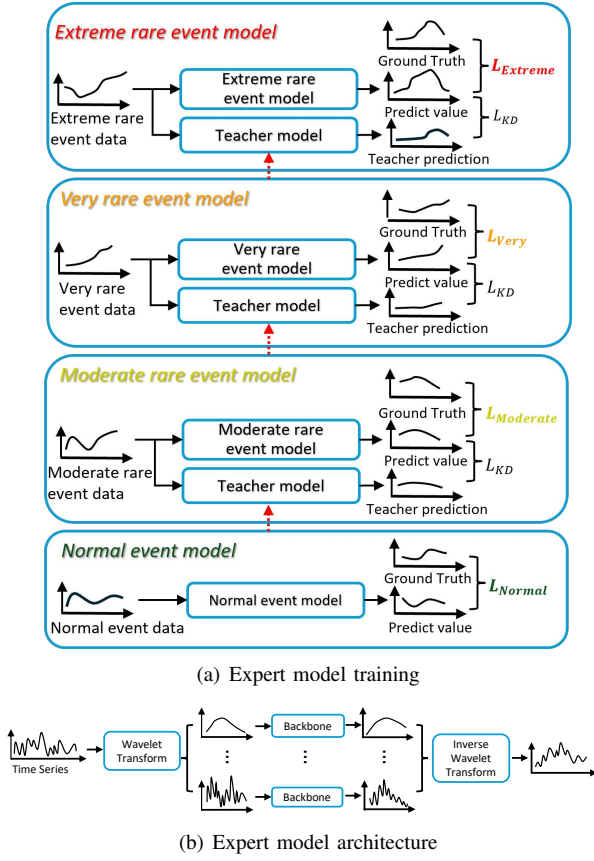 Extreme rare event model
Ground Truth
L_Extreme
Extreme rare
event data
Extreme rare
event model
Predict value
L_KD
Teacher model
Teacher prediction
Very rare event model
Ground Truth
L_Very
Very rare
event data
Very rare
event model
Predict value
L_KD
Teacher model
Teacher prediction
Moderate rare event model
Ground Truth
L_Moderate
Moderate rare
event data
Moderate rare
event model
Predict value
L_KD
Teacher model
Teacher prediction
Normal event model
Ground Truth
L_Normal
Normal event data
Normal event model
Predict value
(a) Expert model training
Time Series
Wavelet
Transform
Backbone
...
...
...
Backbone
Inverse
Wavelet
Transform
(b) Expert model architecture